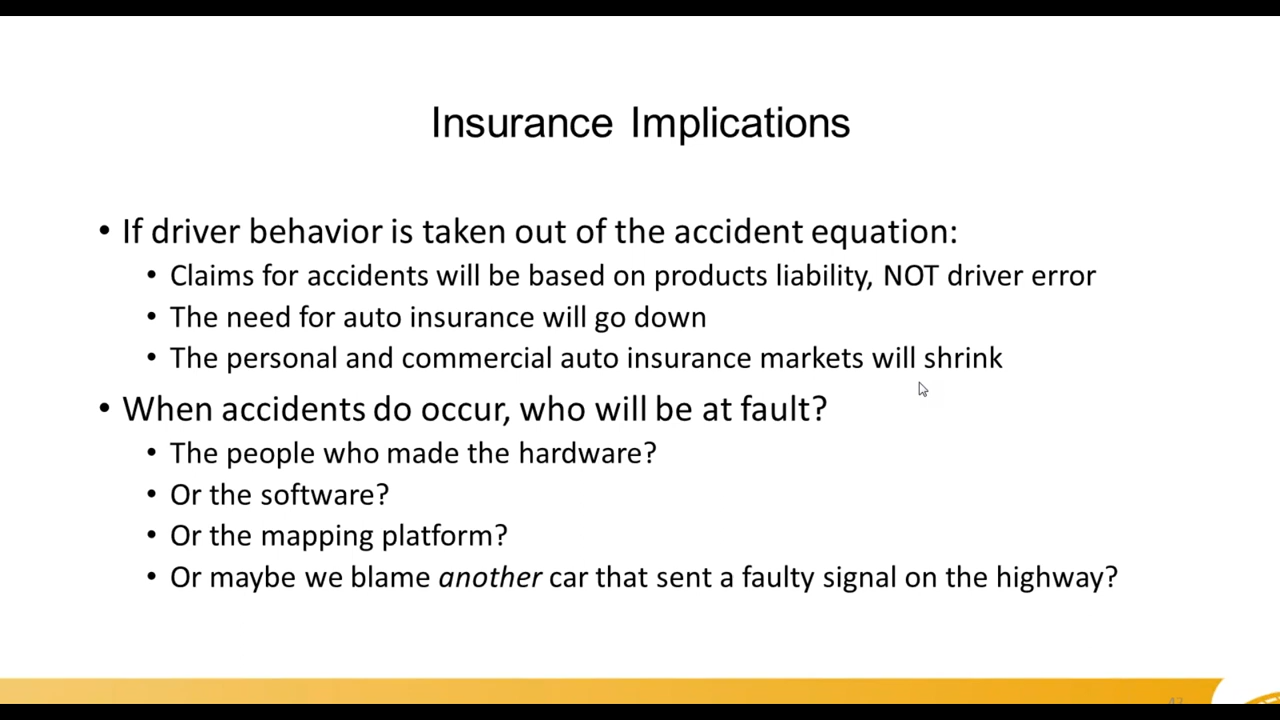 Insurance Implications
• If driver behavior is taken out of the accident equation:
• Claims for accidents will be based on products liability, NOT driver error
• The need for auto insurance will go down
• The personal and commercial auto insurance markets will shrink
• When accidents do occur, who will be at fault?
• The people who made the hardware?
• Or the software?
• Or the mapping platform?
• Or maybe we blame another car that sent a faulty signal on the highway?